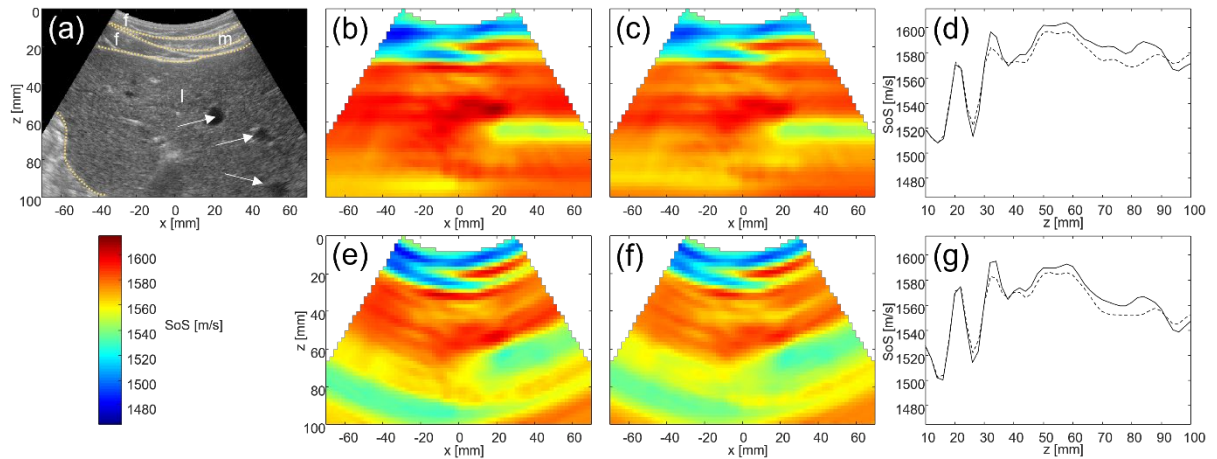 (a)
f
f
m
l
0
20
40
60
80
100
z [mm]
-60 -40 -20 0 20 40 60
x [mm]
(b)
-60 -40 -20 0 20 40 60
x [mm]
(c)
-60 -40 -20 0 20 40 60
x [mm]
(d)
1600
1580
1560
1540
1520
1500
1480
SoS [m/s]
10 20 30 40 50 60 70 80 90 100
z [mm]
1600
1580
1560
1540
1520
1500
1480
SoS [m/s]
(e)
0
20
40
60
80
100
z [mm]
-60 -40 -20 0 20 40 60
x [mm]
(f)
-60 -40 -20 0 20 40 60
x [mm]
(g)
1600
1580
1560
1540
1520
1500
1480
SoS [m/s]
10 20 30 40 50 60 70 80 90 100
z [mm]